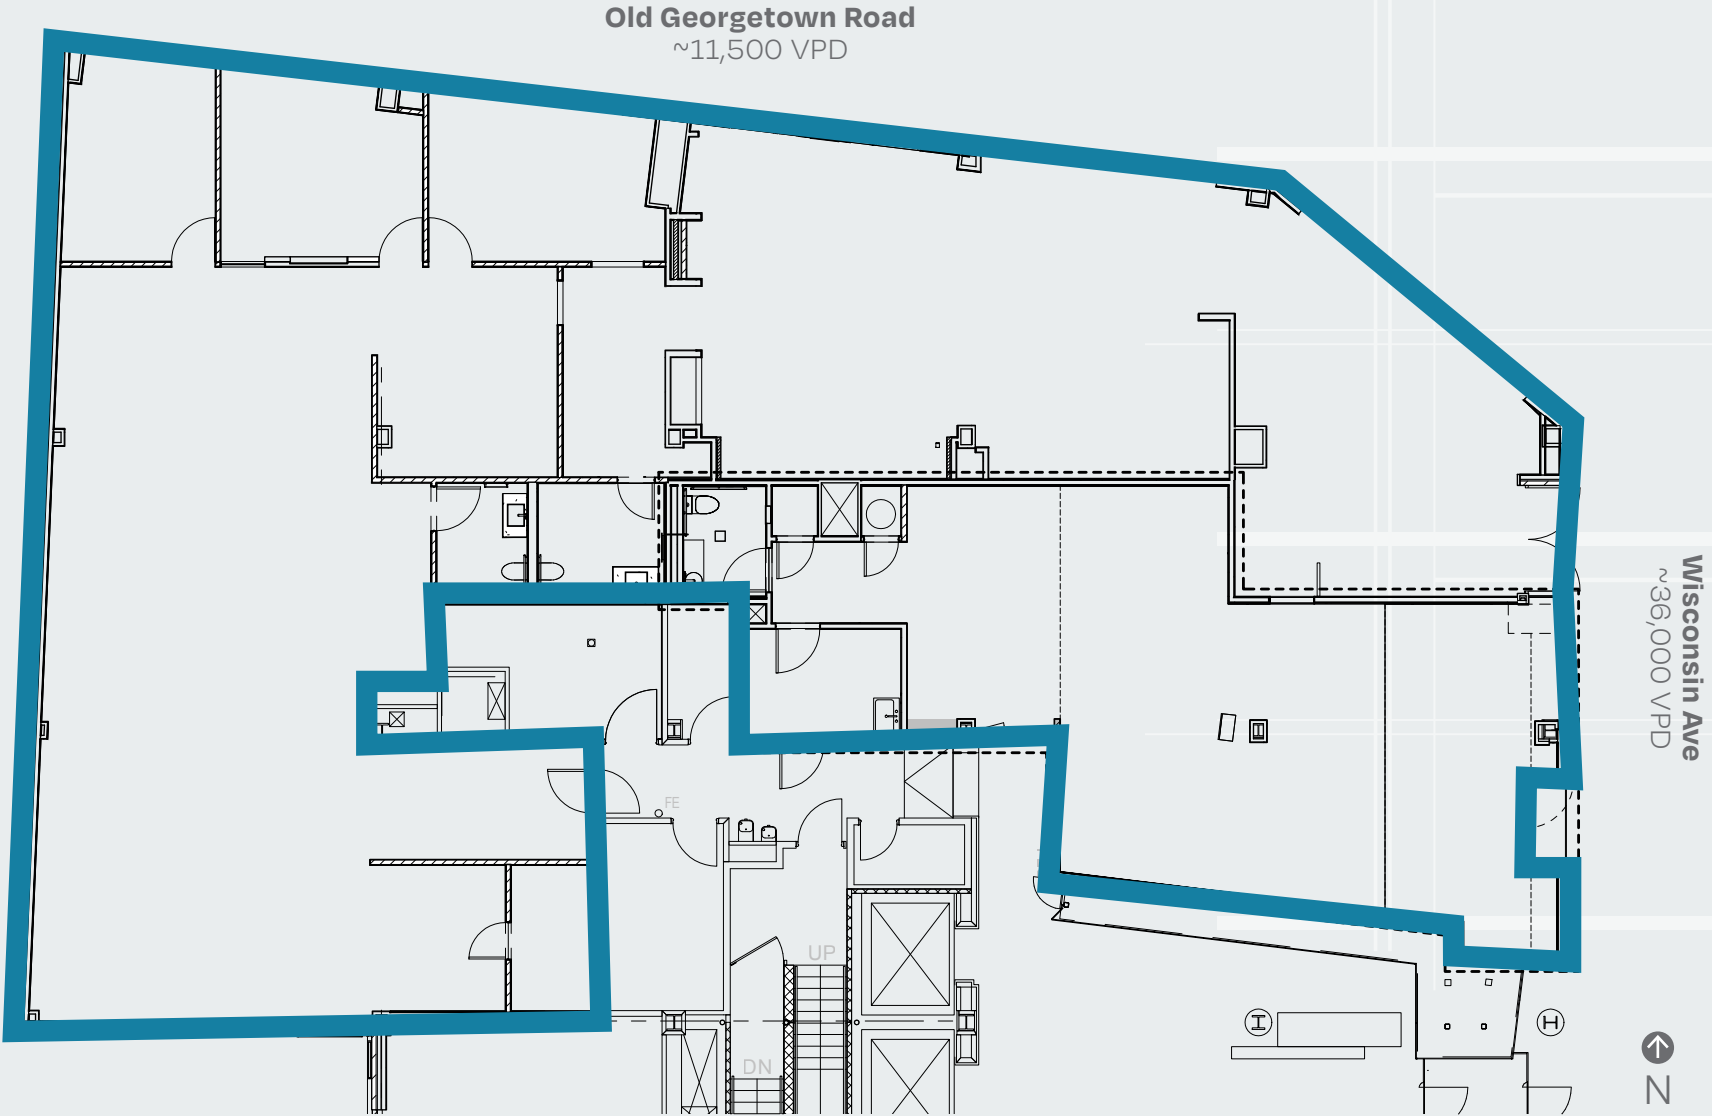 Old Georgetown Road
~11,500 VPD
Wisconsin Ave
~36,000 VPD
FE
UP
DN
N